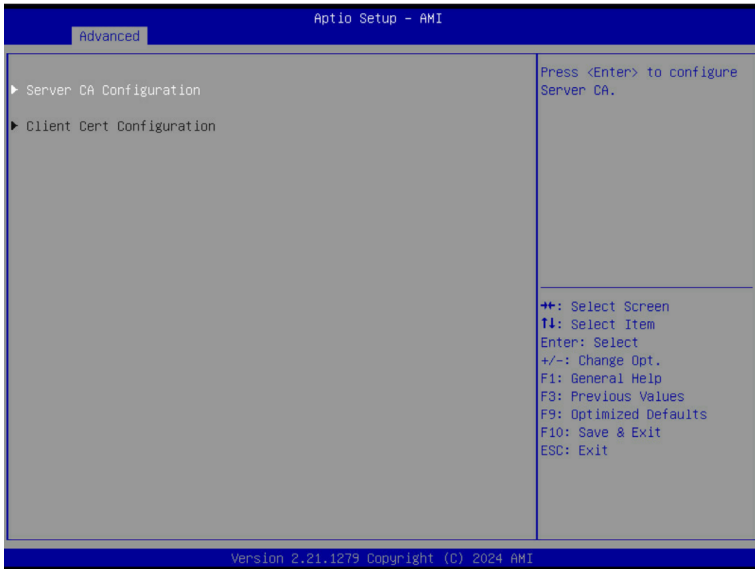 Aptio Setup – AMI
Advanced
▶ Server CA Configuration
▶ Client Cert Configuration
Press <Enter> to configure
Server CA.
→←: Select Screen
↑↓: Select Item
Enter: Select
+/-: Change Opt.
F1: General Help
F3: Previous Values
F9: Optimized Defaults
F10: Save & Exit
ESC: Exit
Version 2.21.1279 Copyright (C) 2024 AMI